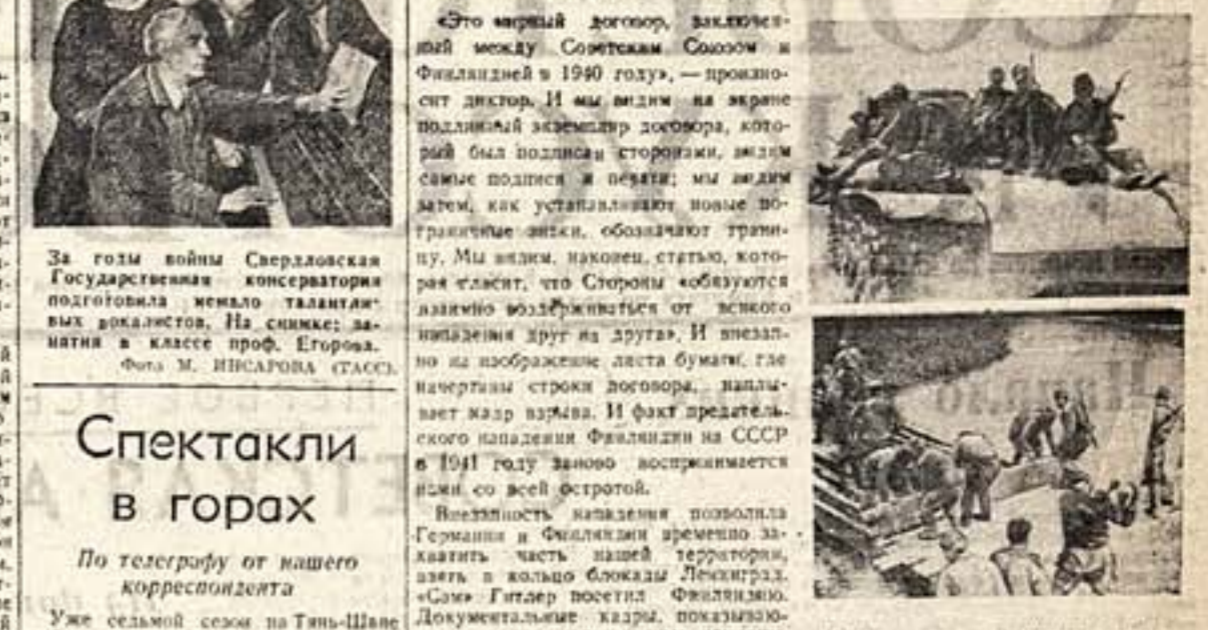 За годы войны Свердловская
Государственная консерватория
подготовила немало талантли-
вых вокалистов. На снимке: за-
нятия в классе проф. Егорова.
Фото М. ИНСАРОВА (ТАСС).
Спектакли
в горах
По телеграфу от нашего
корреспондента
Уже седьмой сезон на Тянь-Шане
«Это мирный договор, заключен-
ный между Советским Союзом и
Финляндией в 1940 году», — произно-
сит диктор. И мы видим на экране
подлинный экземпляр договора, кото-
рый был подписан сторонами, видим
самые подписи и печати; мы видим
затем, как устанавливают новые по-
граничные знаки, обозначают грани-
цу. Мы видим, наконец, статью, кото-
рая гласит, что Стороны «обязуются
взаимно воздерживаться от всякого
нападения друг на друга». И внезап-
но на изображение листа бумаги, где
начертаны строки договора, наплы-
вает кадр взрыва. И факт предатель-
ского нападения Финляндии на СССР
в 1941 году заново воспринимается
нами со всей остротой.
Внезапность нападения позволила
Германии и Финляндии временно за-
хватить часть нашей территории,
взять в кольцо блокады Ленинград.
«Сам» Гитлер посетил Финляндию.
Документальные кадры, показываю-